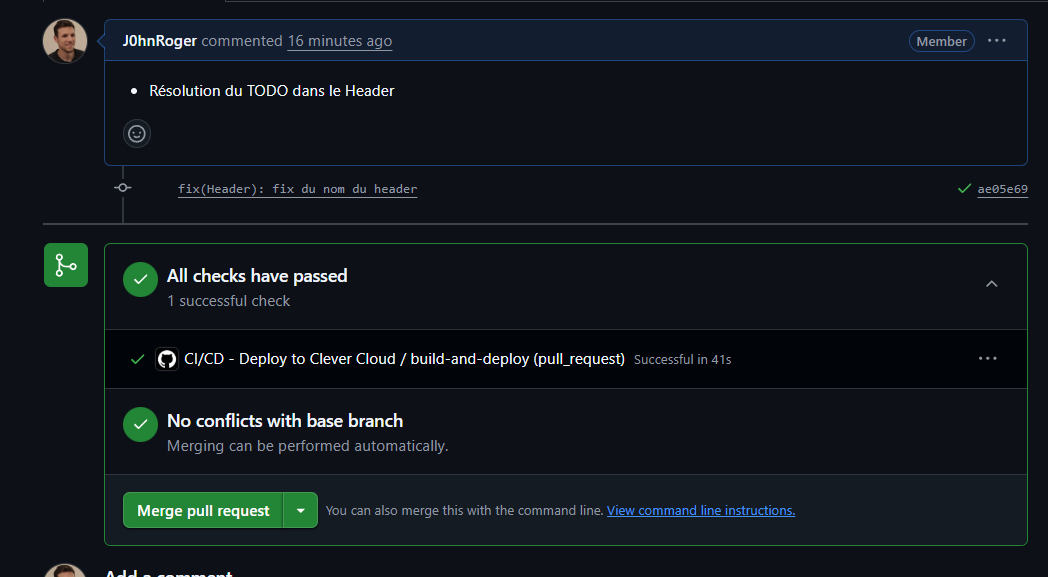 J0hnRoger commented 16 minutes ago Member
Résolution du TODO dans le Header
fix(Header): fix du nom du header ae05e69
All checks have passed
1 successful check
CI/CD - Deploy to Clever Cloud / build-and-deploy (pull_request) Successful in 41s
No conflicts with base branch
Merging can be performed automatically.
Merge pull request You can also merge this with the command line. View command line instructions.
Add a comment